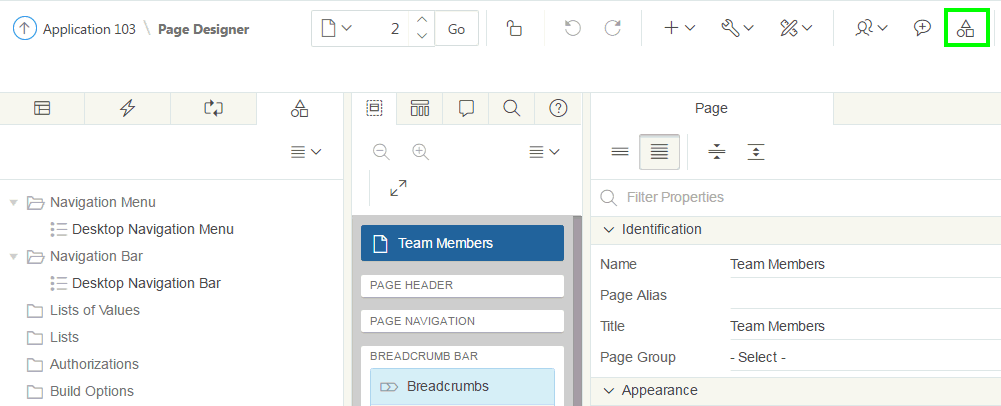 Application 103 \ Page Designer
2
Go
Page
Filter Properties
Navigation Menu
Desktop Navigation Menu
Navigation Bar
Desktop Navigation Bar
Lists of Values
Lists
Authorizations
Build Options
Team Members
PAGE HEADER
PAGE NAVIGATION
BREADCRUMB BAR
Breadcrumbs
Identification
Name Team Members
Page Alias
Title Team Members
Page Group - Select -
Appearance